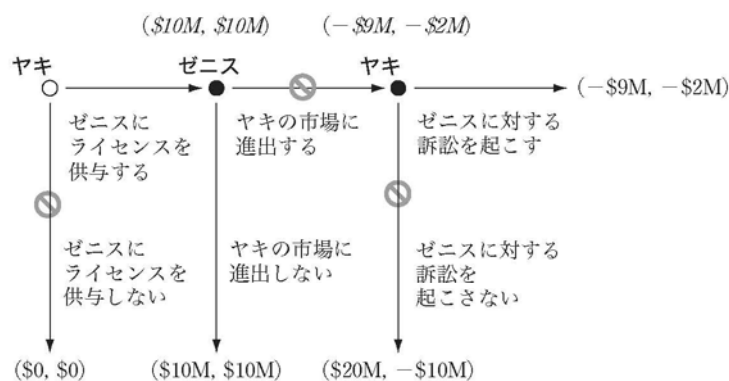 ($10M, $10M) (−$9M, −$2M)
ヤキ ゼニス ヤキ
(−$9M, −$2M)
ゼニスに
ライセンスを
供与する
ヤキの市場に
進出する
ゼニスに対する
訴訟を起こす
ゼニスに
ライセンスを
供与しない
ヤキの市場に
進出しない
ゼニスに対する
訴訟を
起こさない
($0, $0) ($10M, $10M) ($20M, −$10M)